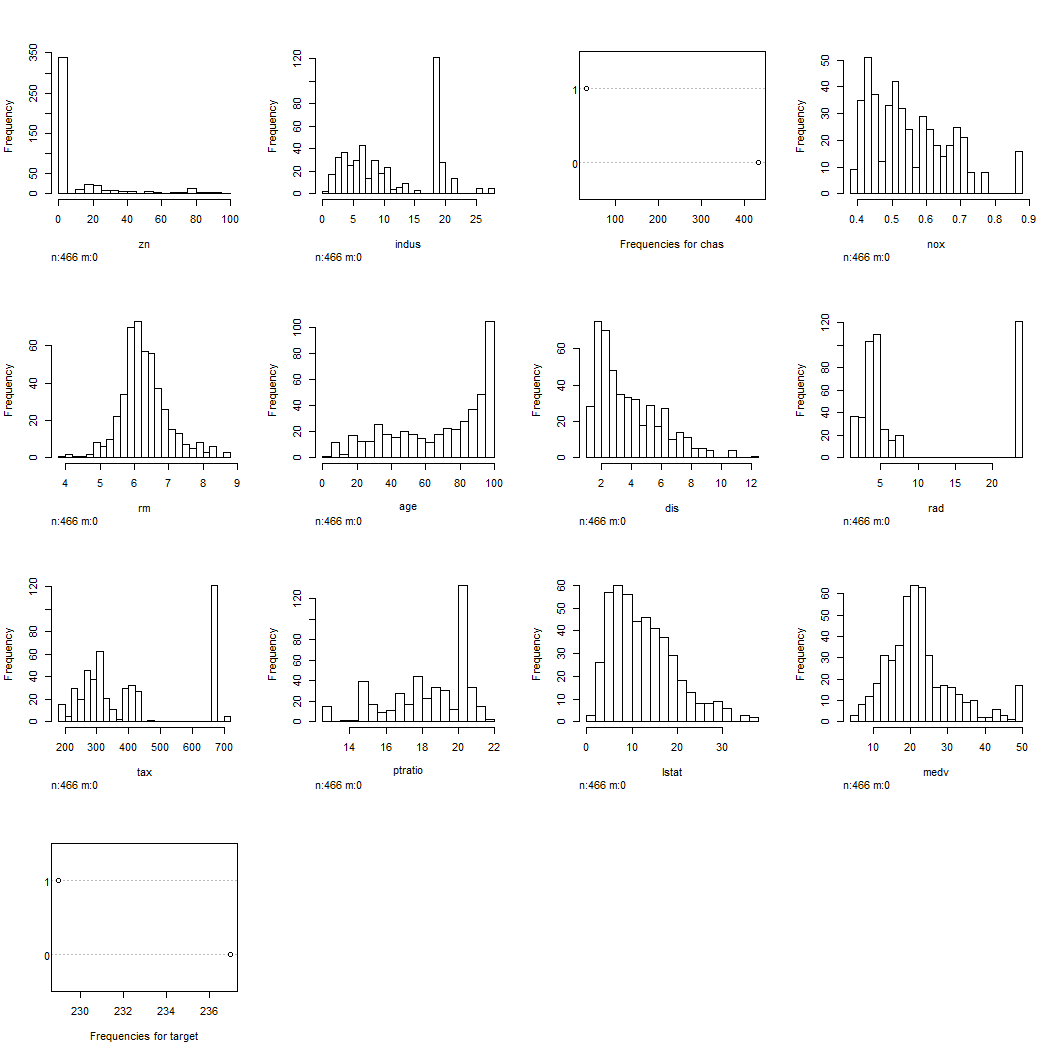 Frequency
0 50 150 250 350
0 20 40 60 80 100
zn
n:466 m:0
Frequency
0 20 40 60 80 120
0 5 10 15 20 25
indus
n:466 m:0
1
0
100 200 300 400
Frequencies for chas
Frequency
0 10 20 30 40 50
0.4 0.5 0.6 0.7 0.8 0.9
nox
n:466 m:0
Frequency
0 20 40 60
4 5 6 7 8 9
rm
n:466 m:0
Frequency
0 20 40 60 80 100
0 20 40 60 80 100
age
n:466 m:0
Frequency
0 20 40 60
2 4 6 8 10 12
dis
n:466 m:0
Frequency
0 20 40 60 80 120
5 10 15 20
rad
n:466 m:0
Frequency
0 20 40 60 80 120
200 300 400 500 600 700
tax
n:466 m:0
Frequency
0 20 40 60 80 120
14 16 18 20 22
ptratio
n:466 m:0
Frequency
0 10 20 30 40 50 60
0 10 20 30
lstat
n:466 m:0
Frequency
0 10 20 30 40 50 60
10 20 30 40 50
medv
n:466 m:0
1
0
230 232 234 236
Frequencies for target